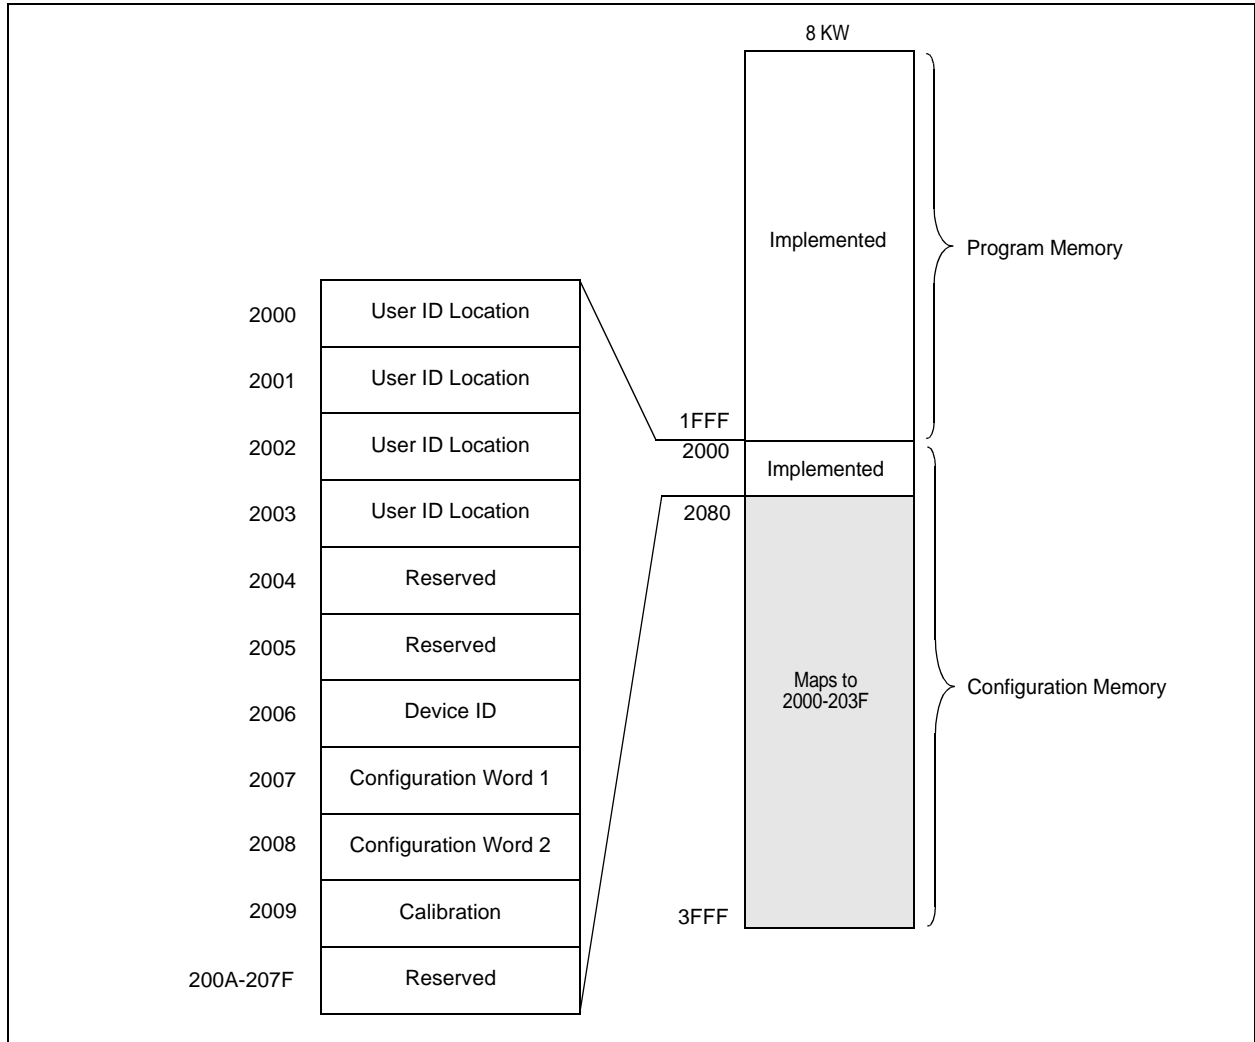 8 KW
Implemented
Program Memory
1FFF
2000
Implemented
2080
Maps to
2000-203F
Configuration Memory
3FFF
2000 User ID Location
2001 User ID Location
2002 User ID Location
2003 User ID Location
2004 Reserved
2005 Reserved
2006 Device ID
2007 Configuration Word 1
2008 Configuration Word 2
2009 Calibration
200A-207F Reserved